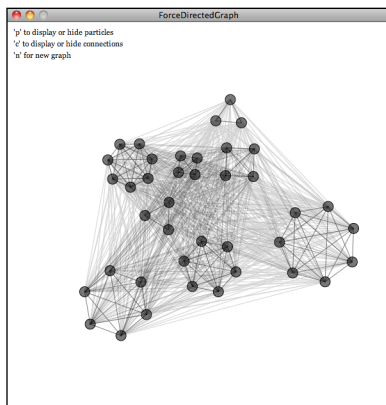 ForceDirectedGraph
'p' to display or hide particles
'c' to display or hide connections
'n' for new graph